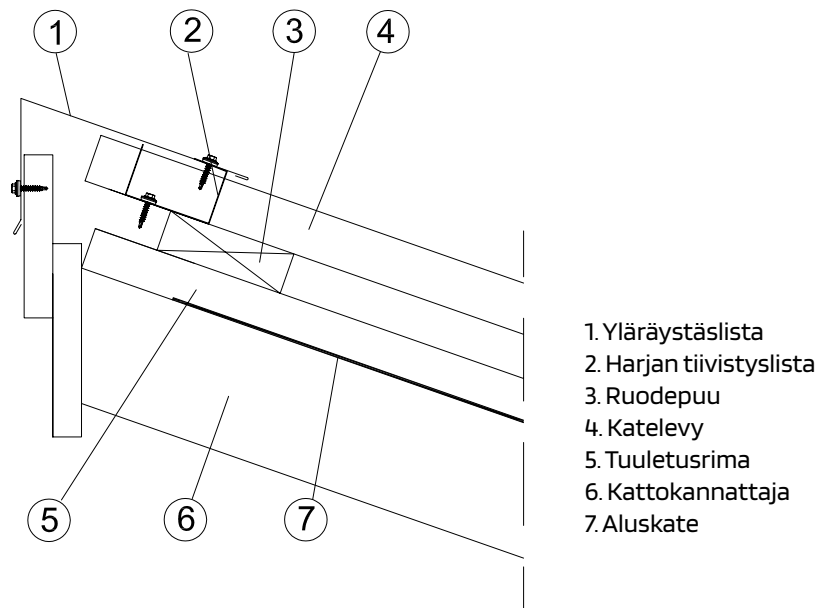 1 2 3 4
1. Yläräystäslista
2. Harjan tiivistyslista
3. Ruodepuu
4. Katelevy
5. Tuuletusrima
6. Kattokannattaja
7. Aluskate
5 6 7